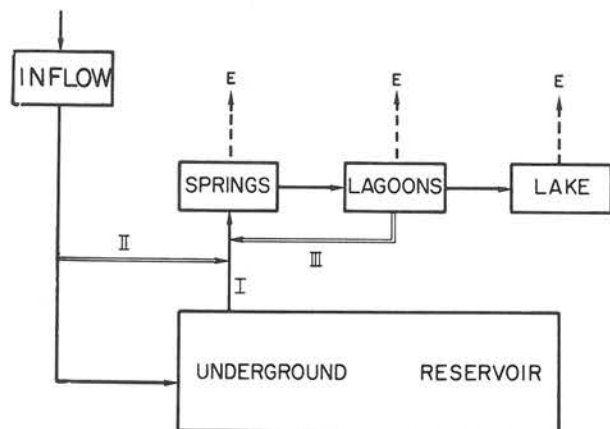 INFLOW
E
E
E
SPRINGS
LAGOONS
LAKE
II
III
I
UNDERGROUND RESERVOIR